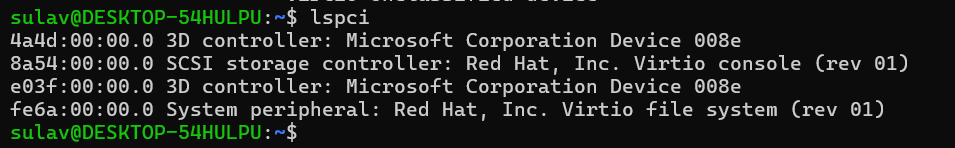 sulav@DESKTOP-54HULPU:~$ lspci
4a4d:00:00.0 3D controller: Microsoft Corporation Device 008e
8a54:00:00.0 SCSI storage controller: Red Hat, Inc. Virtio console (rev 01)
e03f:00:00.0 3D controller: Microsoft Corporation Device 008e
fe6a:00:00.0 System peripheral: Red Hat, Inc. Virtio file system (rev 01)
sulav@DESKTOP-54HULPU:~$